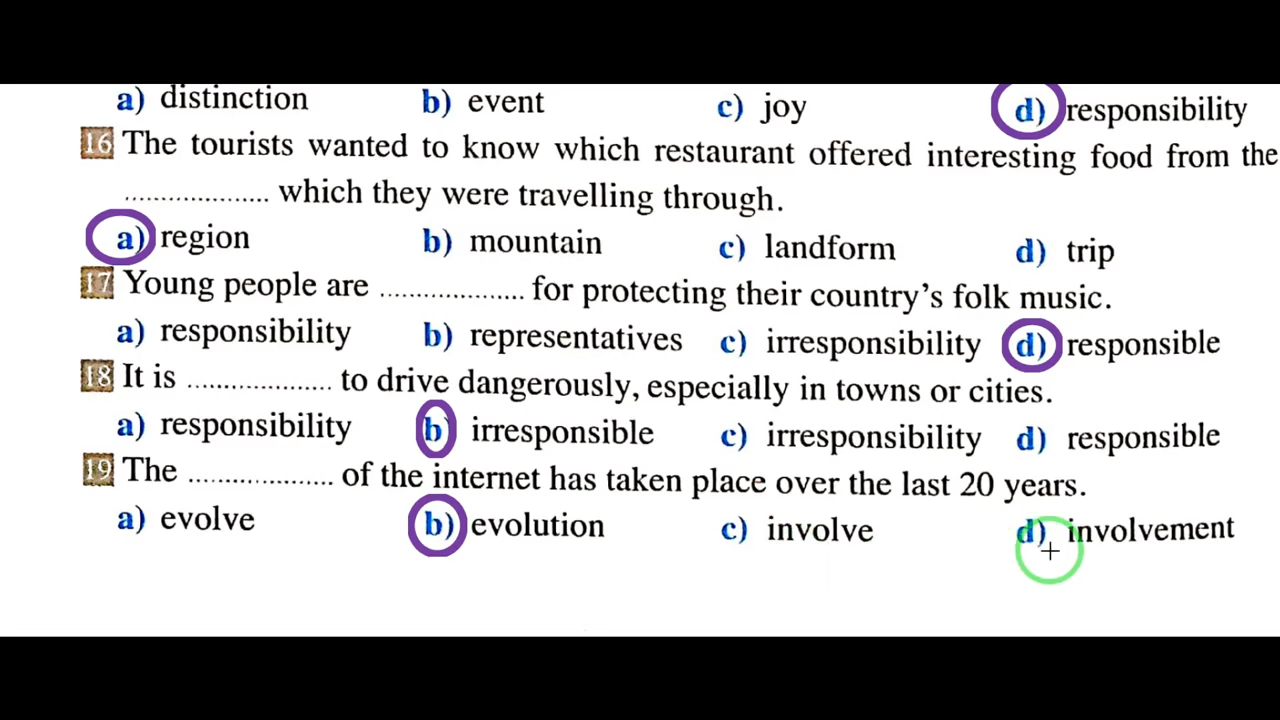 a) distinction b) event c) joy d) responsibility
16 The tourists wanted to know which restaurant offered interesting food from the
.................... which they were travelling through.
a) region b) mountain c) landform d) trip
17 Young people are .................... for protecting their country's folk music.
a) responsibility b) representatives c) irresponsibility d) responsible
18 It is .................... to drive dangerously, especially in towns or cities.
a) responsibility b) irresponsible c) irresponsibility d) responsible
19 The .................... of the internet has taken place over the last 20 years.
a) evolve b) evolution c) involve d) involvement